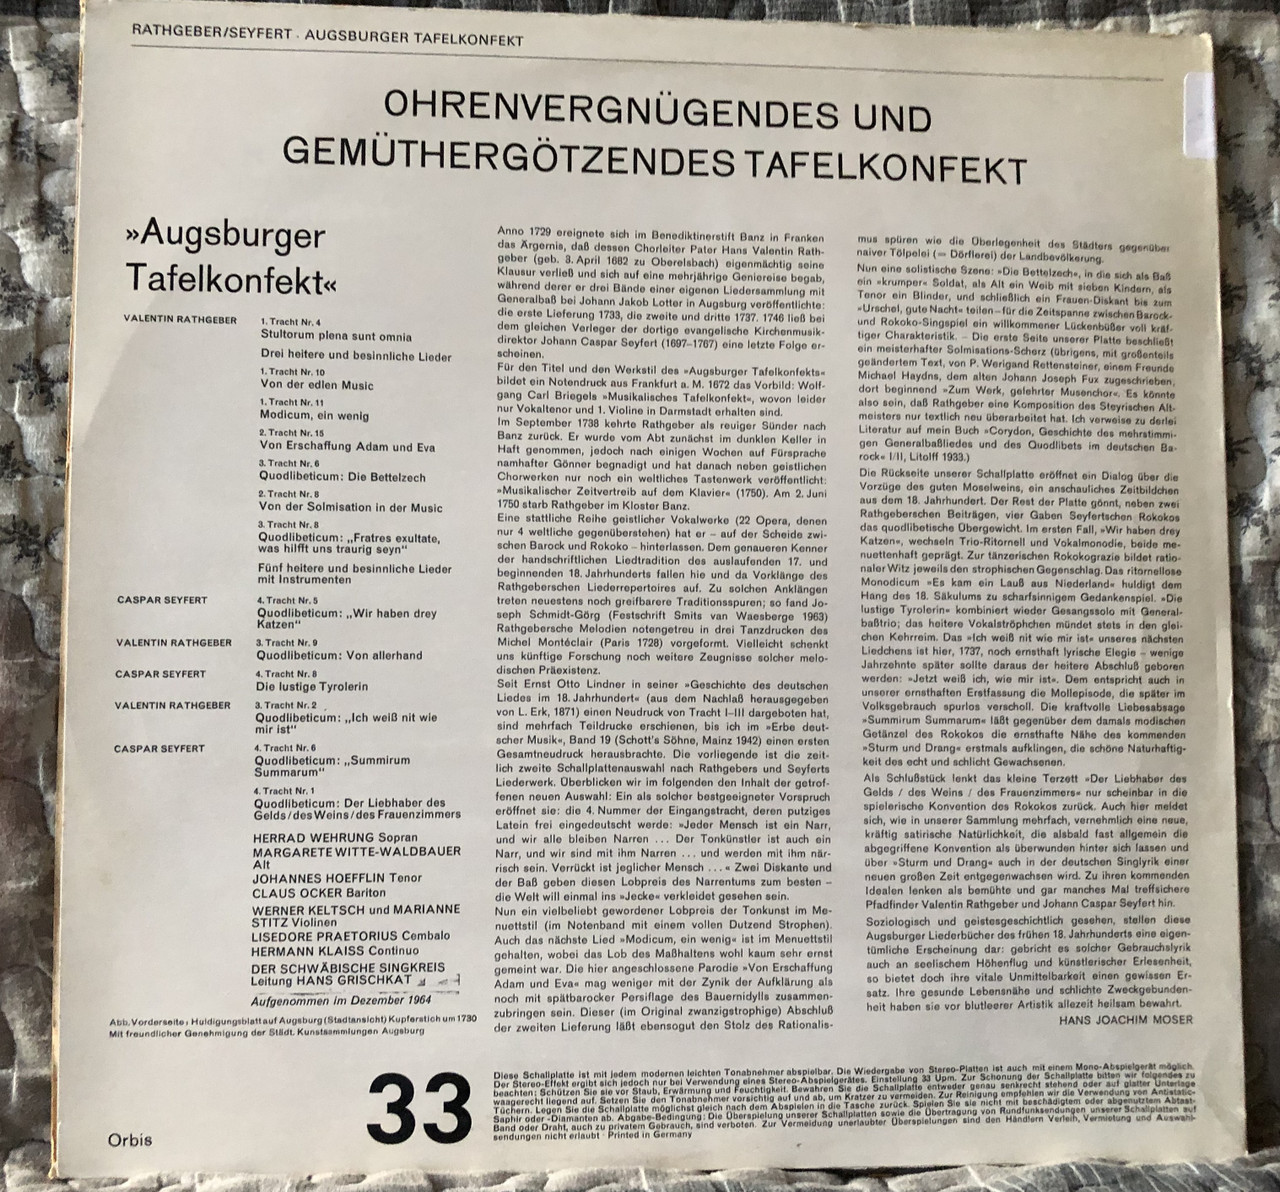 RATHGEBER/SEYFERT · AUGSBURGER TAFELKONFEKT
OHRENVERGNÜGENDES UND
GEMÜTHERGÖTZENDES TAFELKONFEKT
»Augsburger
Tafelkonfekt«
VALENTIN RATHGEBER
1. Tracht Nr. 4
Stultorum plena sunt omnia
Drei heitere und besinnliche Lieder
1. Tracht Nr. 10
Von der edlen Music
1. Tracht Nr. 11
Modicum, ein wenig
2. Tracht Nr. 15
Von Erschaffung Adam und Eva
3. Tracht Nr. 6
Quodlibeticum: Die Bettelzech
2. Tracht Nr. 8
Von der Solmisation in der Music
3. Tracht Nr. 8
Quodlibeticum: „Fratres exultate,
was hilfft uns traurig seyn“
Fünf heitere und besinnliche Lieder
mit Instrumenten
CASPAR SEYFERT
4. Tracht Nr. 5
Quodlibeticum: „Wir haben drey
Katzen“
VALENTIN RATHGEBER
3. Tracht Nr. 9
Quodlibeticum: Von allerhand
CASPAR SEYFERT
4. Tracht Nr. 8
Die lustige Tyrolerin
VALENTIN RATHGEBER
3. Tracht Nr. 2
Quodlibeticum: „Ich weiß nit wie
mir ist“
CASPAR SEYFERT
4. Tracht Nr. 6
Quodlibeticum: „Summirum
Summarum“
4. Tracht Nr. 1
Quodlibeticum: Der Liebhaber des
Gelds/des Weins/des Frauenzimmers
HERRAD WEHRUNG Sopran
MARGARETE WITTE-WALDBAUER
Alt
JOHANNES HOEFFLIN Tenor
CLAUS OCKER Bariton
WERNER KELTSCH und MARIANNE
STITZ Violinen
LISEDORE PRAETORIUS Cembalo
HERMANN KLAISS Continuo
DER SCHWÄBISCHE SINGKREIS
Leitung HANS GRISCHKAT
Aufgenommen im Dezember 1964
Abb. Vorderseite: Huldigungsblatt auf Augsburg (Stadtansicht) Kupferstich um 1730
Mit freundlicher Genehmigung der Städt. Kunstsammlungen Augsburg
Anno 1729 ereignete sich im Benediktinerstift Banz in Franken
das Ärgernis, daß dessen Chorleiter Pater Hans Valentin Rath-
geber (geb. 3. April 1682 zu Oberelsbach) eigenmächtig seine
Klausur verließ und sich auf eine mehrjährige Geniereise begab,
während derer er drei Bände einer eigenen Liedersammlung mit
Generalbaß bei Johann Jakob Lotter in Augsburg veröffentlichte:
die erste Lieferung 1733, die zweite und dritte 1737. 1746 ließ bei
dem gleichen Verleger der dortige evangelische Kirchenmusik-
direktor Johann Caspar Seyfert (1697–1767) eine letzte Folge er-
scheinen.
Für den Titel und den Werkstil des »Augsburger Tafelkonfekts«
bildet ein Notendruck aus Frankfurt a. M. 1672 das Vorbild: Wolf-
gang Carl Briegels »Musikalisches Tafelkonfekt«, wovon leider
nur Vokaltenor und 1. Violine in Darmstadt erhalten sind.
Im September 1738 kehrte Rathgeber als reuiger Sünder nach
Banz zurück. Er wurde vom Abt zunächst im dunklen Keller in
Haft genommen, jedoch nach einigen Wochen auf Fürsprache
namhafter Gönner begnadigt und hat danach neben geistlichen
Chorwerken nur noch ein weltliches Tastenwerk veröffentlicht:
»Musikalischer Zeitvertreib auf dem Klavier« (1750). Am 2. Juni
1750 starb Rathgeber im Kloster Banz.
Eine stattliche Reihe geistlicher Vokalwerke (22 Opera, denen
nur 4 weltliche gegenüberstehen) hat er – auf der Scheide zwi-
schen Barock und Rokoko – hinterlassen. Dem genaueren Kenner
der handschriftlichen Liedtradition des auslaufenden 17. und
beginnenden 18. Jahrhunderts fallen hie und da Vorklänge des
Rathgeberschen Liederrepertoires auf. Zu solchen Anklängen
treten neuestens noch greifbarere Traditionsspuren; so fand Jo-
seph Schmidt-Görg (Festschrift Smits van Waesberge 1963)
Rathgebersche Melodien notengetreu in drei Tanzdrucken des
Michel Montéclair (Paris 1728) vorgeformt. Vielleicht schenkt
uns künftige Forschung noch weitere Zeugnisse solcher melo-
dischen Präexistenz.
Seit Ernst Otto Lindner in seiner »Geschichte des deutschen
Liedes im 18. Jahrhundert« (aus dem Nachlaß herausgegeben
von L. Erk, 1871) einen Neudruck von Tracht I–III dargeboten hat,
sind mehrfach Teildrucke erschienen, bis ich im »Erbe deut-
scher Musik«, Band 19 (Schott's Söhne, Mainz 1942) einen ersten
Gesamtneudruck herausbrachte. Die vorliegende ist die zeit-
lich zweite Schallplattenauswahl nach Rathgebers und Seyferts
Liederwerk. Überblicken wir im folgenden den Inhalt der getrof-
fenen neuen Auswahl: Ein als solcher bestgeeigneter Vorspruch
eröffnet sie: die 4. Nummer der Eingangstracht, deren putziges
Latein frei eingedeutscht werde: »Jeder Mensch ist ein Narr,
und wir alle bleiben Narren ... Der Tonkünstler ist auch ein
Narr, und wir sind mit ihm Narren ... und werden mit ihm när-
risch sein. Verrückt ist jeglicher Mensch ...« Zwei Diskante und
der Baß geben diesen Lobpreis des Narrentums zum besten –
die Welt will einmal ins »Jecke« verkleidet gesehen sein.
Nun ein vielbeliebt gewordener Lobpreis der Tonkunst im Me-
nuettstil (im Notenband mit einem vollen Dutzend Strophen).
Auch das nächste Lied »Modicum, ein wenig« ist im Menuettstil
gehalten, wobei das Lob des Maßhaltens wohl kaum sehr ernst
gemeint war. Die hier angeschlossene Parodie »Von Erschaffung
Adam und Eva« mag weniger mit der Zynik der Aufklärung als
noch mit spätbarocker Persiflage des Bauernidylls zusammen-
zubringen sein. Dieser (im Original zwanzigstrophige) Abschluß
der zweiten Lieferung läßt ebensogut den Stolz des Rationalis-
mus spüren wie die Überlegenheit des Städters gegenüber
naiver Tölpelei (= Dörflerei) der Landbevölkerung.
Nun eine solistische Szene: »Die Bettelzech«, in die sich als Baß
ein »krumper« Soldat, als Alt ein Weib mit sieben Kindern, als
Tenor ein Blinder, und schließlich ein Frauen-Diskant bis zum
»Urschel, gute Nacht« teilen – für die Zeitspanne zwischen Barock-
und Rokoko-Singspiel ein willkommener Lückenbüßer voll kräf-
tiger Charakteristik. – Die erste Seite unserer Platte beschließt
ein meisterhafter Solmisations-Scherz (übrigens, mit großenteils
geändertem Text, von P. Werigand Rettensteiner, einem Freunde
Michael Haydns, dem alten Johann Joseph Fux zugeschrieben,
dort beginnend »Zum Werk, gelehrter Musenchor«. Es könnte
also sein, daß Rathgeber eine Komposition des Steyrischen Alt-
meisters nur textlich neu überarbeitet hat. Ich verweise zu derlei
Literatur auf mein Buch »Corydon, Geschichte des mehrstimmi-
gen Generalbaßliedes und des Quodlibets im deutschen Ba-
rock« I/II, Litolff 1933.)
Die Rückseite unserer Schallplatte eröffnet ein Dialog über die
Vorzüge des guten Moselweins, ein anschauliches Zeitbildchen
aus dem 18. Jahrhundert. Der Rest der Platte gönnt, neben zwei
Rathgeberschen Beiträgen, vier Gaben Seyfertschen Rokokos
das quodlibetische Übergewicht. Im ersten Fall, »Wir haben drey
Katzen«, wechseln Trio-Ritornell und Vokalmonodie, beide me-
nuettenhaft geprägt. Zur tänzerischen Rokokograzie bildet ratio-
naler Witz jeweils den strophischen Gegenschlag. Das ritornellose
Monodicum »Es kam ein Lauß aus Niederland« huldigt dem
Hang des 18. Säkulums zu scharfsinnigem Gedankenspiel. »Die
lustige Tyrolerin« kombiniert wieder Gesangssolo mit General-
baßtrio; das heitere Vokalströphchen mündet stets in den glei-
chen Kehrreim. Das »Ich weiß nit wie mir ist« unseres nächsten
Liedchens ist hier, 1737, noch ernsthaft lyrische Elegie – wenige
Jahrzehnte später sollte daraus der heitere Abschluß geboren
werden: »Jetzt weiß ich, wie mir ist«. Dem entspricht auch in
unserer ernsthaften Erstfassung die Mollepisode, die später im
Volksgebrauch spurlos verscholl. Die kraftvolle Liebesabsage
»Summirum Summarum« läßt gegenüber dem damals modischen
Getänzel des Rokokos die ernsthafte Nähe des kommenden
»Sturm und Drang« erstmals aufklingen, die schöne Naturhaftig-
keit des echt und schlicht Gewachsenen.
Als Schlußstück lenkt das kleine Terzett »Der Liebhaber des
Gelds / des Weins / des Frauenzimmers« nur scheinbar in die
spielerische Konvention des Rokokos zurück. Auch hier meldet
sich, wie in unserer Sammlung mehrfach, vernehmlich eine neue,
kräftig satirische Natürlichkeit, die alsbald fast allgemein die
abgegriffene Konvention als überwunden hinter sich lassen und
über »Sturm und Drang« auch in der deutschen Singlyrik einer
neuen großen Zeit entgegenwachsen wird. Zu ihren kommenden
Idealen lenken als bemühte und gar manches Mal treffsichere
Pfadfinder Valentin Rathgeber und Johann Caspar Seyfert hin.
Soziologisch und geistesgeschichtlich gesehen, stellen diese
Augsburger Liederbücher des frühen 18. Jahrhunderts eine eigen-
tümliche Erscheinung dar: gebricht es solcher Gebrauchslyrik
auch an seelischem Höhenflug und künstlerischer Erlesenheit,
so bietet doch ihre vitale Unmittelbarkeit einen gewissen Er-
satz. Ihre gesunde Lebensnähe und schlichte Zweckgebunden-
heit haben sie vor blutleerer Artistik allezeit heilsam bewahrt.
HANS JOACHIM MOSER
Orbis
33
Diese Schallplatte ist mit jedem modernen leichten Tonabnehmer abspielbar. Die Wiedergabe von Stereo-Platten ist auch mit einem Mono-Abspielgerät möglich.
Der Stereo-Effekt ergibt sich jedoch nur bei Verwendung eines Stereo-Abspielgerätes. Einstellung 33 Upm. Zur Schonung der Schallplatte bitten wir folgendes zu
beachten: Schützen Sie sie vor Staub, Erwärmung und Feuchtigkeit. Bewahren Sie die Schallplatte entweder genau senkrecht stehend oder auf glatter Unterlage
waagerecht liegend auf. Setzen Sie den Tonabnehmer vorsichtig auf und ab, um Kratzer zu vermeiden. Zur Reinigung empfehlen wir die Verwendung von Antistatic-
Tüchern. Legen Sie die Schallplatte möglichst gleich nach dem Abspielen in die Tasche zurück. Spielen Sie sie nicht mit beschädigtem oder abgenutztem Abtast-
Saphir oder -Diamanten ab. Abgabe-Bedingung: Die Überspielung unserer Schallplatten sowie die Übertragung von Rundfunksendungen unserer Schallplatten auf
Band oder Draht, auch zu privatem Gebrauch, sind verboten. Zur Vermeidung unerlaubter Überspielungen sind den Händlern Verleih, Vermietung und Auswahl-
sendungen nicht erlaubt · Printed in Germany